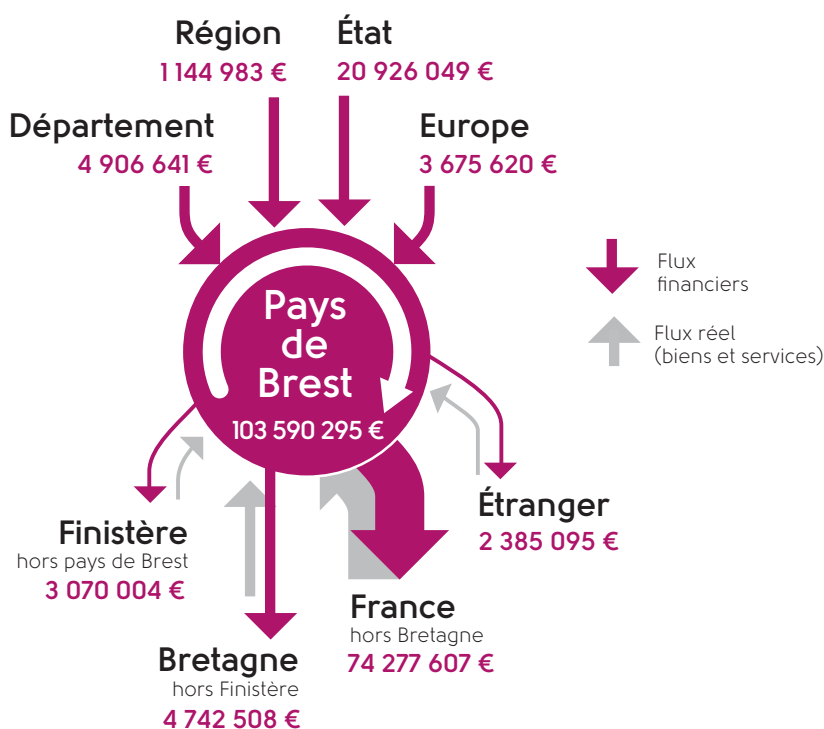 Région
1 144 983 €
État
20 926 049 €
Département
4 906 641 €
Europe
3 675 620 €
Flux
financiers
Flux réel
(biens et services)
Pays
de
Brest
103 590 295 €
Finistère
hors pays de Brest
3 070 004 €
Bretagne
hors Finistère
4 742 508 €
France
hors Bretagne
74 277 607 €
Étranger
2 385 095 €